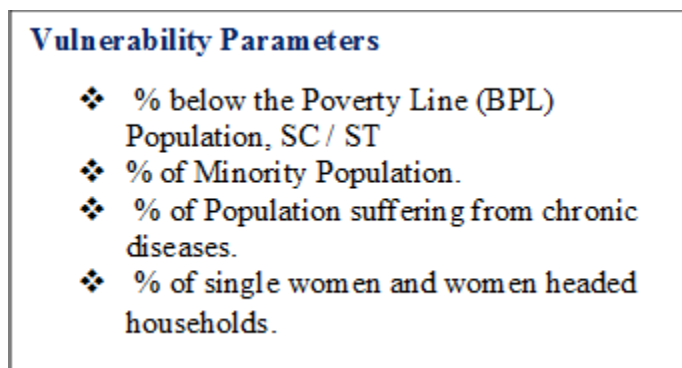 Vulnerability Parameters
❖ % below the Poverty Line (BPL)
Population, SC / ST
❖ % of Minority Population.
❖ % of Population suffering from chronic
diseases.
❖ % of single women and women headed
households.